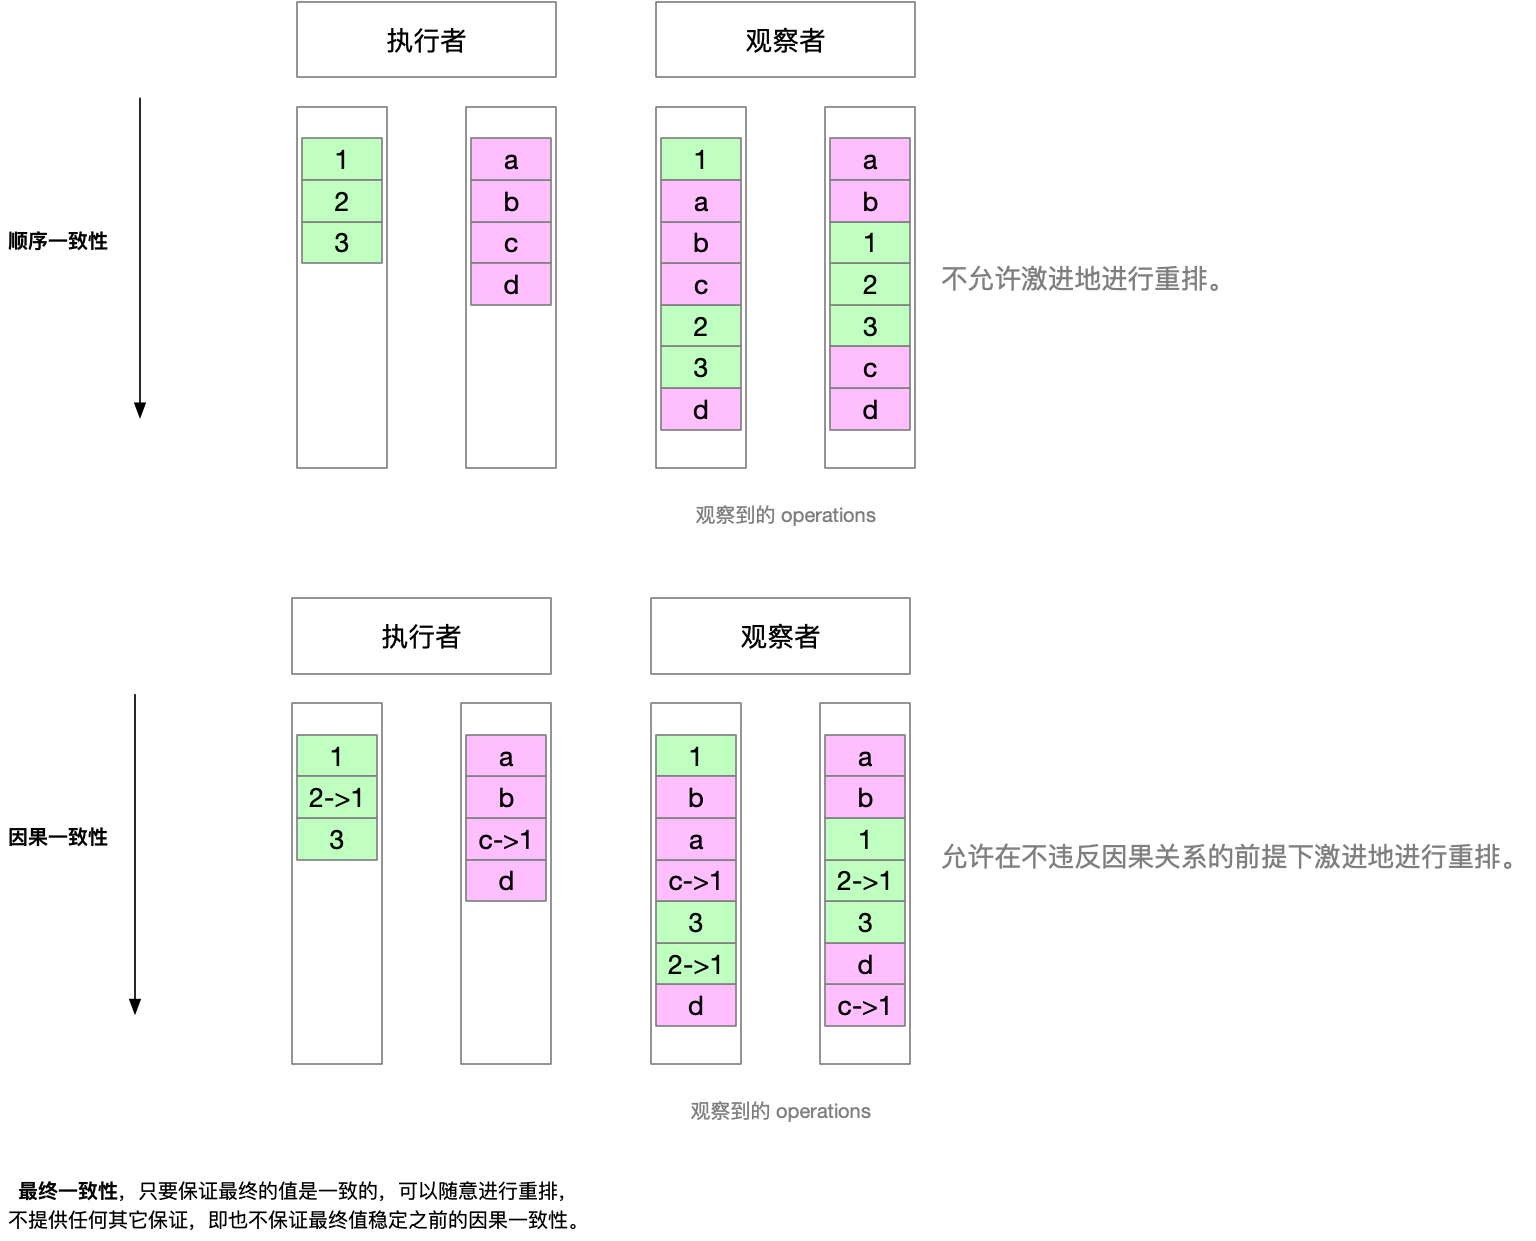 执行者
观察者
1
2
3
a
b
c
d
1
a
b
c
2
3
d
a
b
1
2
3
c
d
顺序一致性
不允许激进地进行重排。
观察到的 operations
执行者
观察者
1
2->1
3
a
b
c->1
d
1
b
a
c->1
3
2->1
d
a
b
1
2->1
3
d
c->1
因果一致性
允许在不违反因果关系的前提下激进地进行重排。
观察到的 operations
最终一致性，只要保证最终的值是一致的，可以随意进行重排，
不提供任何其它保证，即也不保证最终值稳定之前的因果一致性。